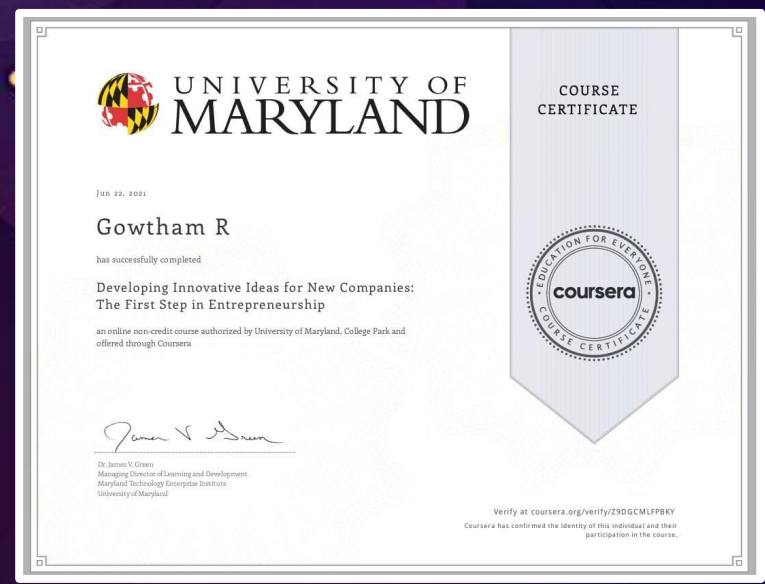 UNIVERSITY OF
MARYLAND
COURSE
CERTIFICATE
Jun 22, 2021
Gowtham R
has successfully completed
Developing Innovative Ideas for New Companies:
The First Step in Entrepreneurship
an online non-credit course authorized by University of Maryland, College Park and
offered through Coursera
EDUCATION FOR EVERYONE
coursera
COURSE CERTIFICATE
James V Green
Dr. James V. Green
Managing Director of Learning and Development
Maryland Technology Enterprise Institute
University of Maryland
Verify at coursera.org/verify/Z9DGCMLFPBKY
Coursera has confirmed the identity of this individual and their
participation in the course.